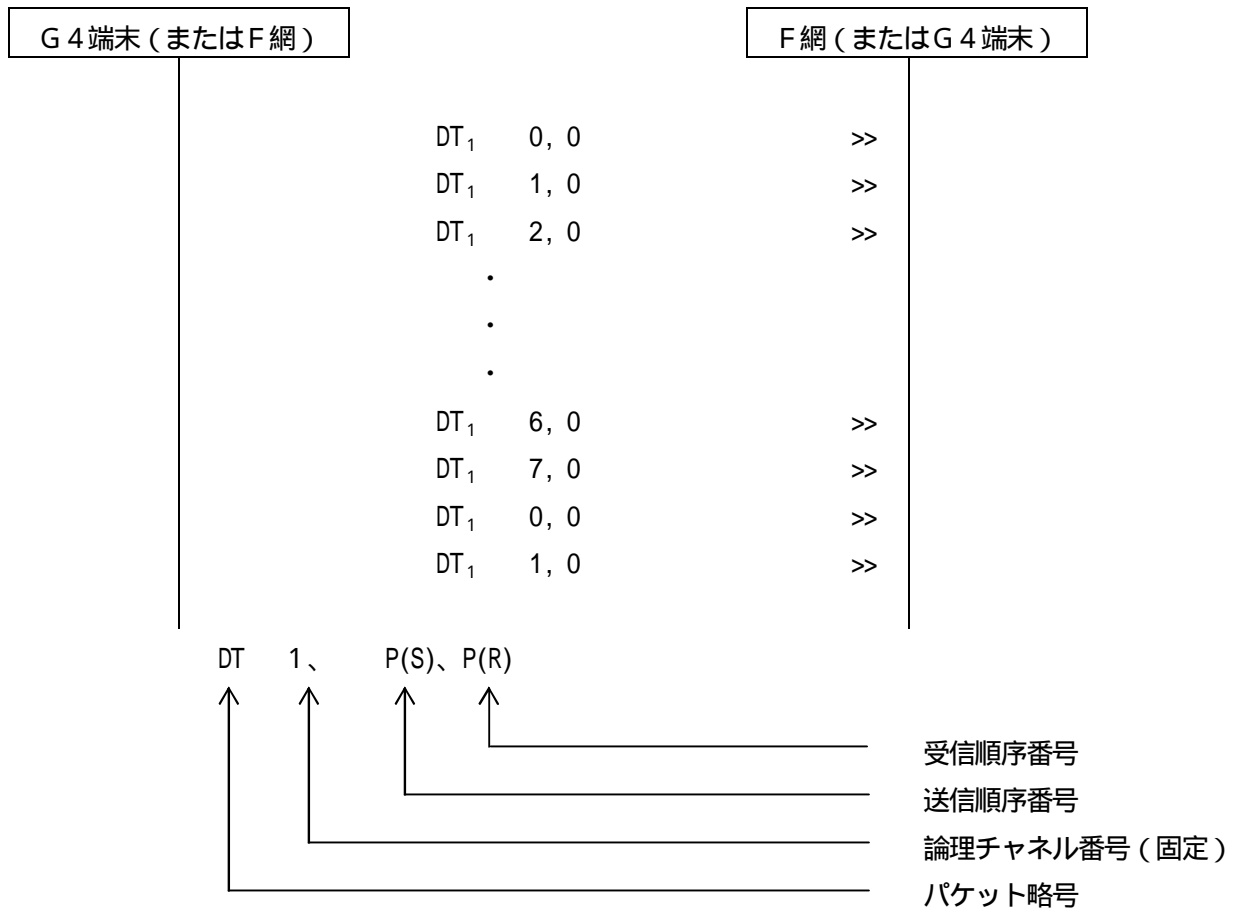 G4端末(またはF網)
F網(またはG4端末)
DT₁ 0, 0 >>
DT₁ 1, 0 >>
DT₁ 2, 0 >>
・
・
・
DT₁ 6, 0 >>
DT₁ 7, 0 >>
DT₁ 0, 0 >>
DT₁ 1, 0 >>
DT 1、 P(S)、P(R)
受信順序番号
送信順序番号
論理チャネル番号(固定)
パケット略号